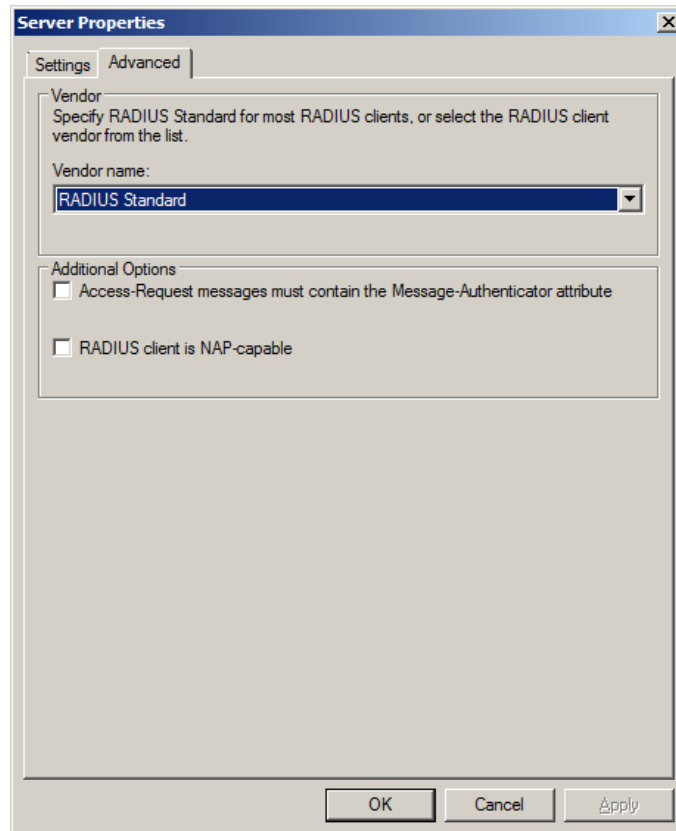 Server Properties
Settings
Advanced
Vendor
Specify RADIUS Standard for most RADIUS clients, or select the RADIUS client
vendor from the list.
Vendor name:
RADIUS Standard
Additional Options
Access-Request messages must contain the Message-Authenticator attribute
RADIUS client is NAP-capable
OK
Cancel
Apply